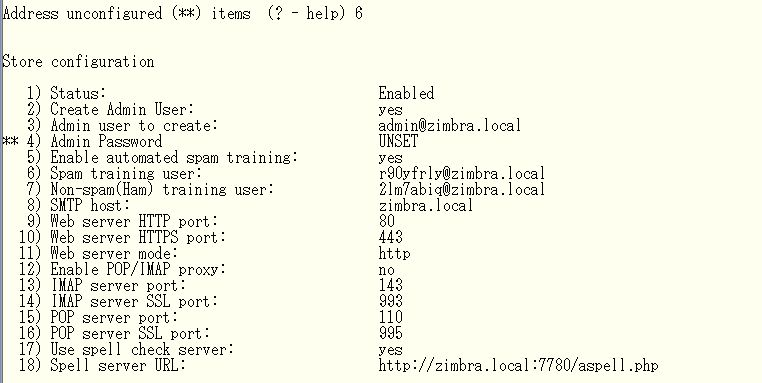 Address unconfigured (**) items  (? - help) 6
Store configuration
1) Status: Enabled
2) Create Admin User: yes
3) Admin user to create: admin@zimbra.local
** 4) Admin Password UNSET
5) Enable automated spam training: yes
6) Spam training user: r90yfrly@zimbra.local
7) Non-spam(Ham) training user: 2lm7abiq@zimbra.local
8) SMTP host: zimbra.local
9) Web server HTTP port: 80
10) Web server HTTPS port: 443
11) Web server mode: http
12) Enable POP/IMAP proxy: no
13) IMAP server port: 143
14) IMAP server SSL port: 993
15) POP server port: 110
16) POP server SSL port: 995
17) Use spell check server: yes
18) Spell server URL: http://zimbra.local:7780/aspell.php